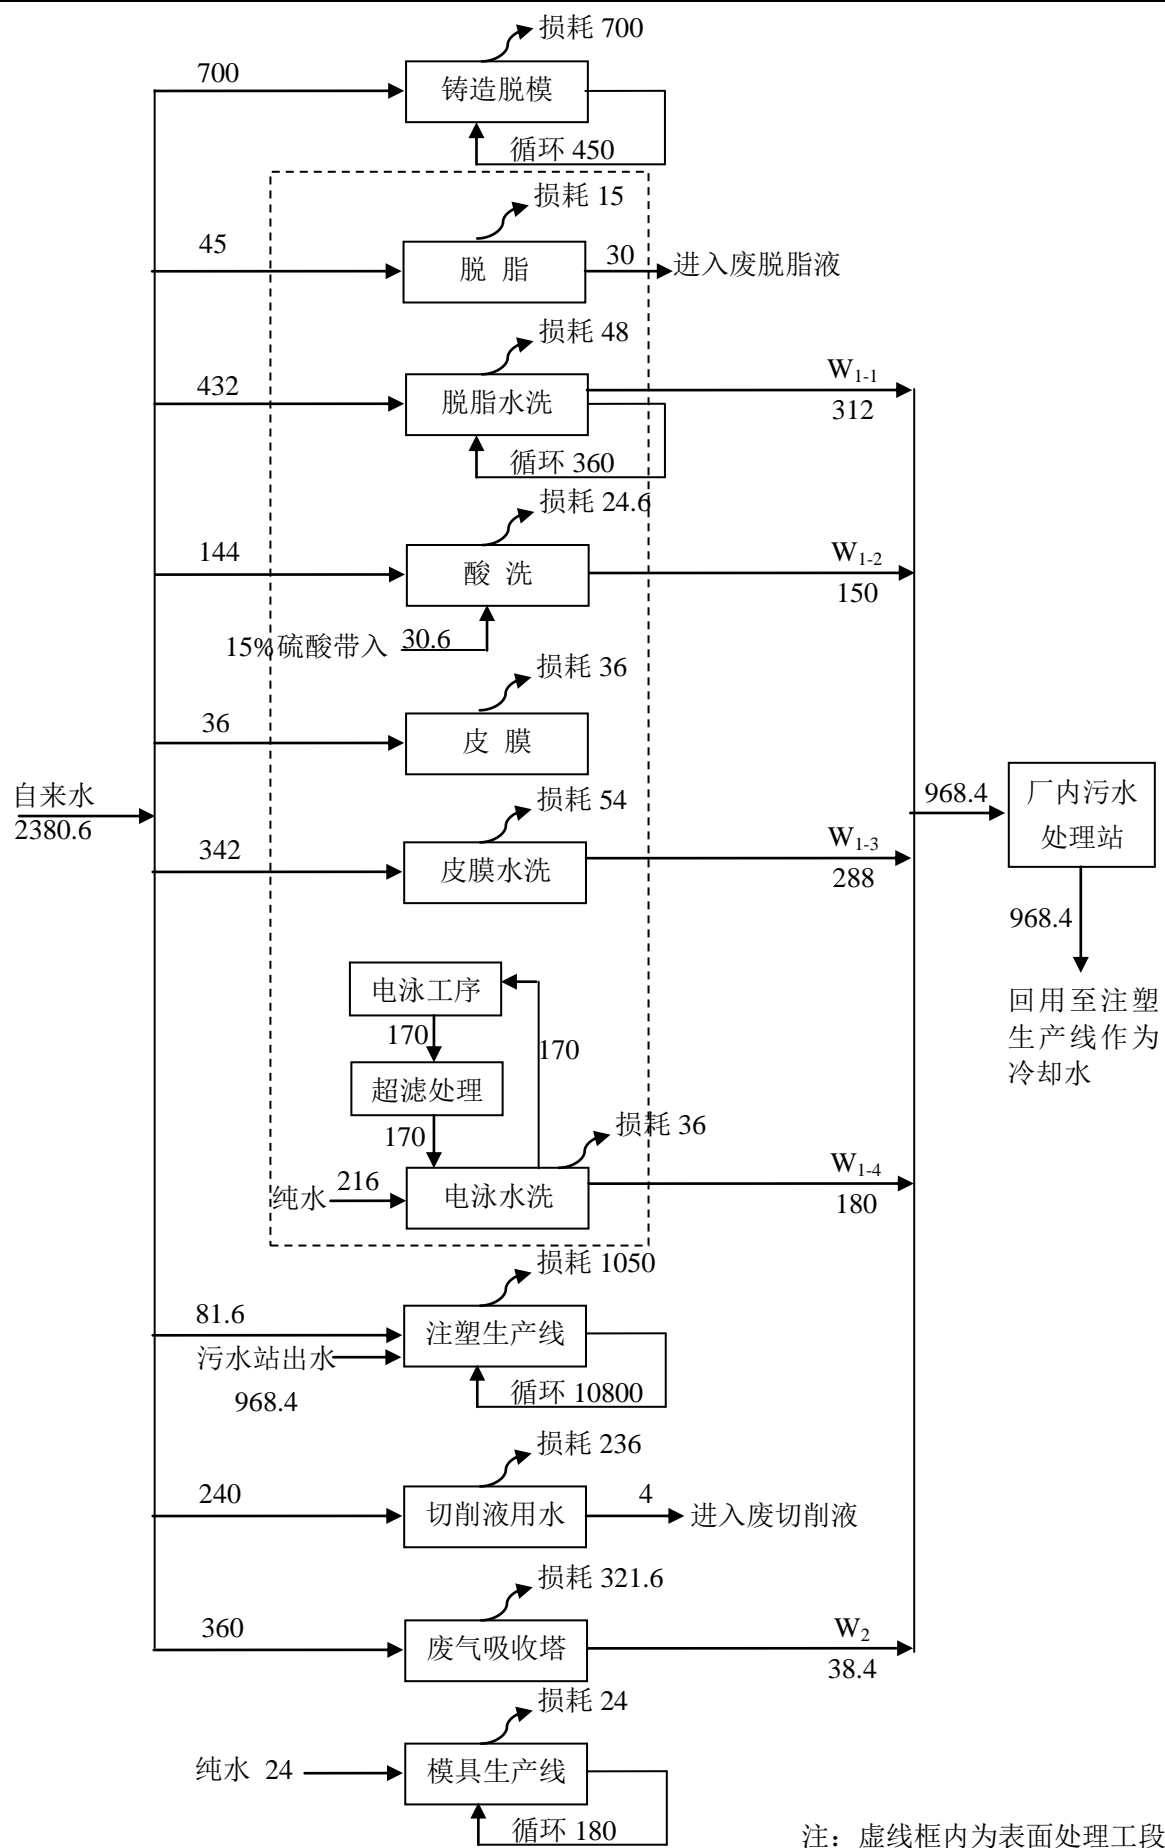 损耗 700
700
铸造脱模
循环 450
损耗 15
45
脱 脂
30
进入废脱脂液
损耗 48
432
脱脂水洗
W1-1
312
循环 360
损耗 24.6
144
酸 洗
W1-2
150
15%硫酸带入
30.6
损耗 36
36
皮 膜
自来水
2380.6
损耗 54
342
皮膜水洗
W1-3
288
968.4
厂内污水
处理站
968.4
回用至注塑
生产线作为
冷却水
电泳工序
170
170
超滤处理
170
损耗 36
纯水
216
电泳水洗
W1-4
180
损耗 1050
81.6
注塑生产线
污水站出水
968.4
循环 10800
损耗 236
240
切削液用水
4
进入废切削液
损耗 321.6
360
废气吸收塔
W2
38.4
损耗 24
纯水 24
模具生产线
循环 180
注：虚线框内为表面处理工段